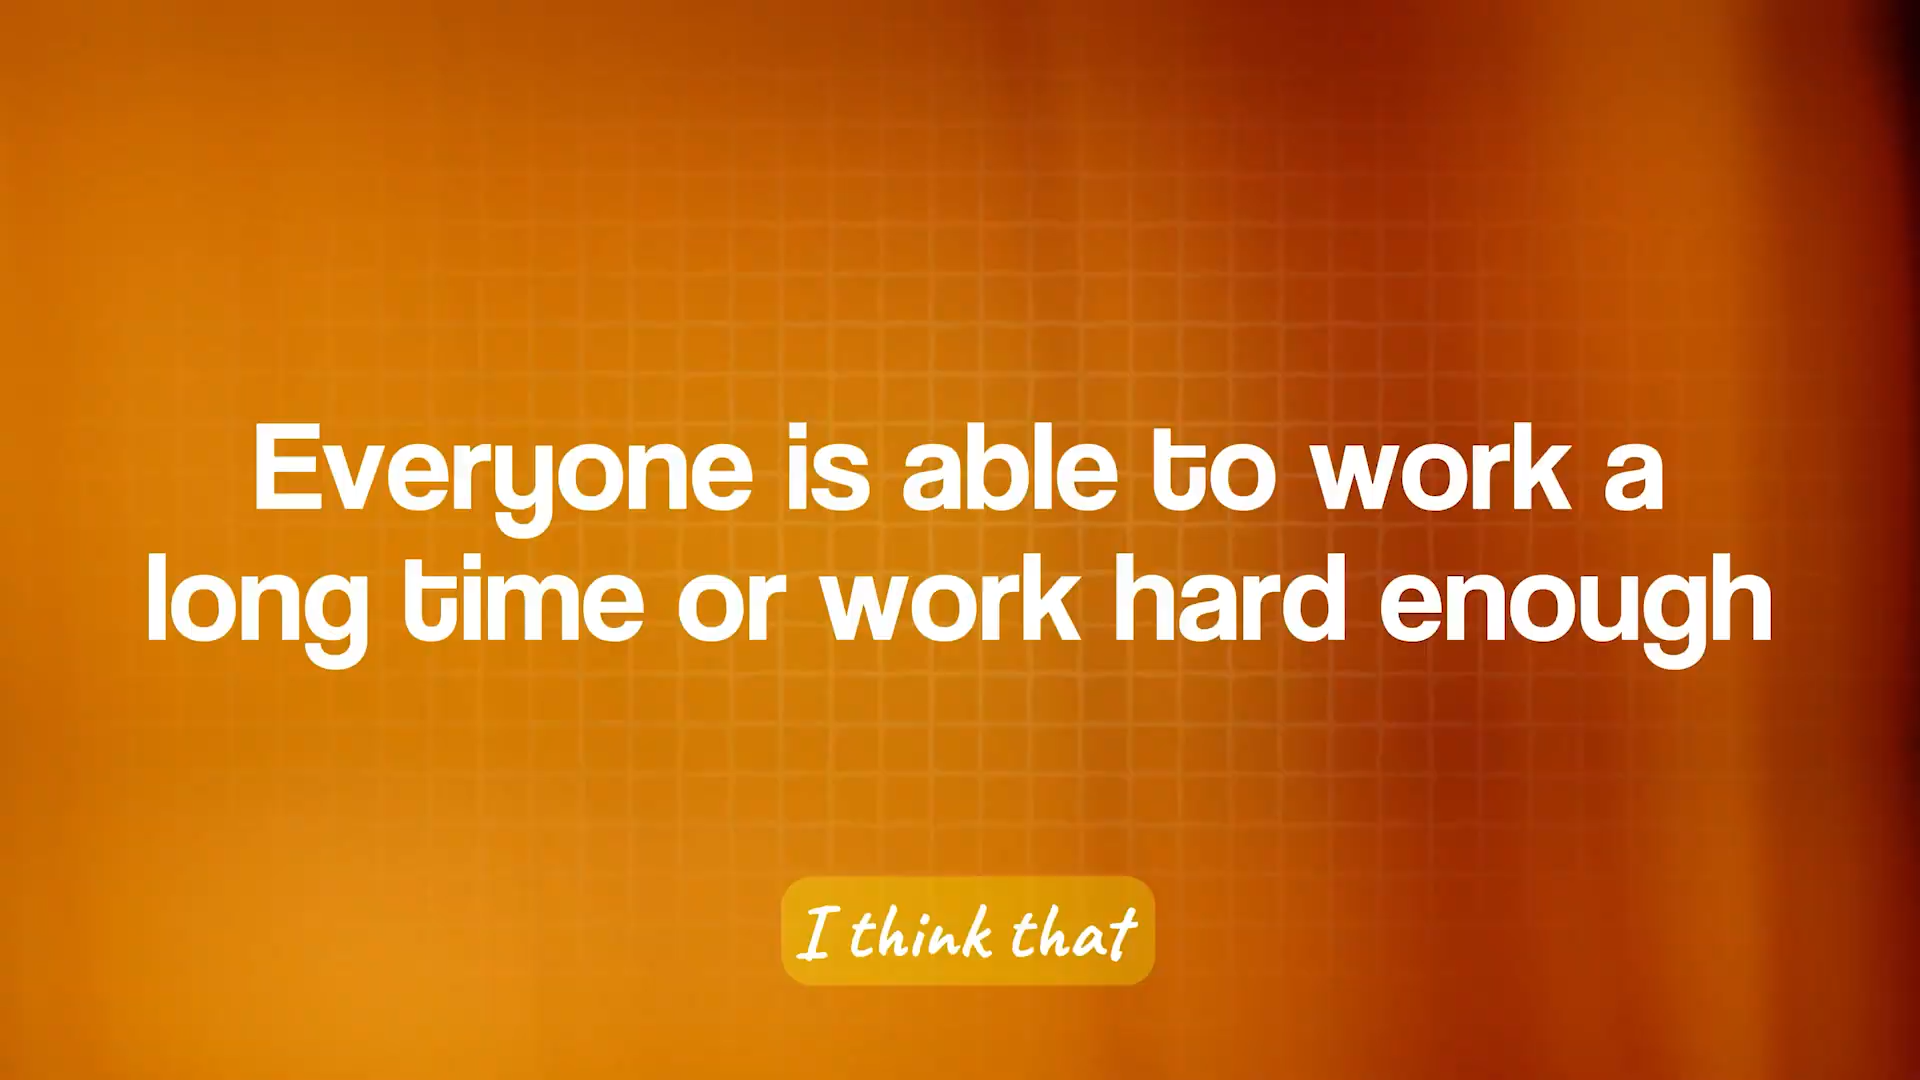 Everyone is able to work a
long time or work hard enough
I think that